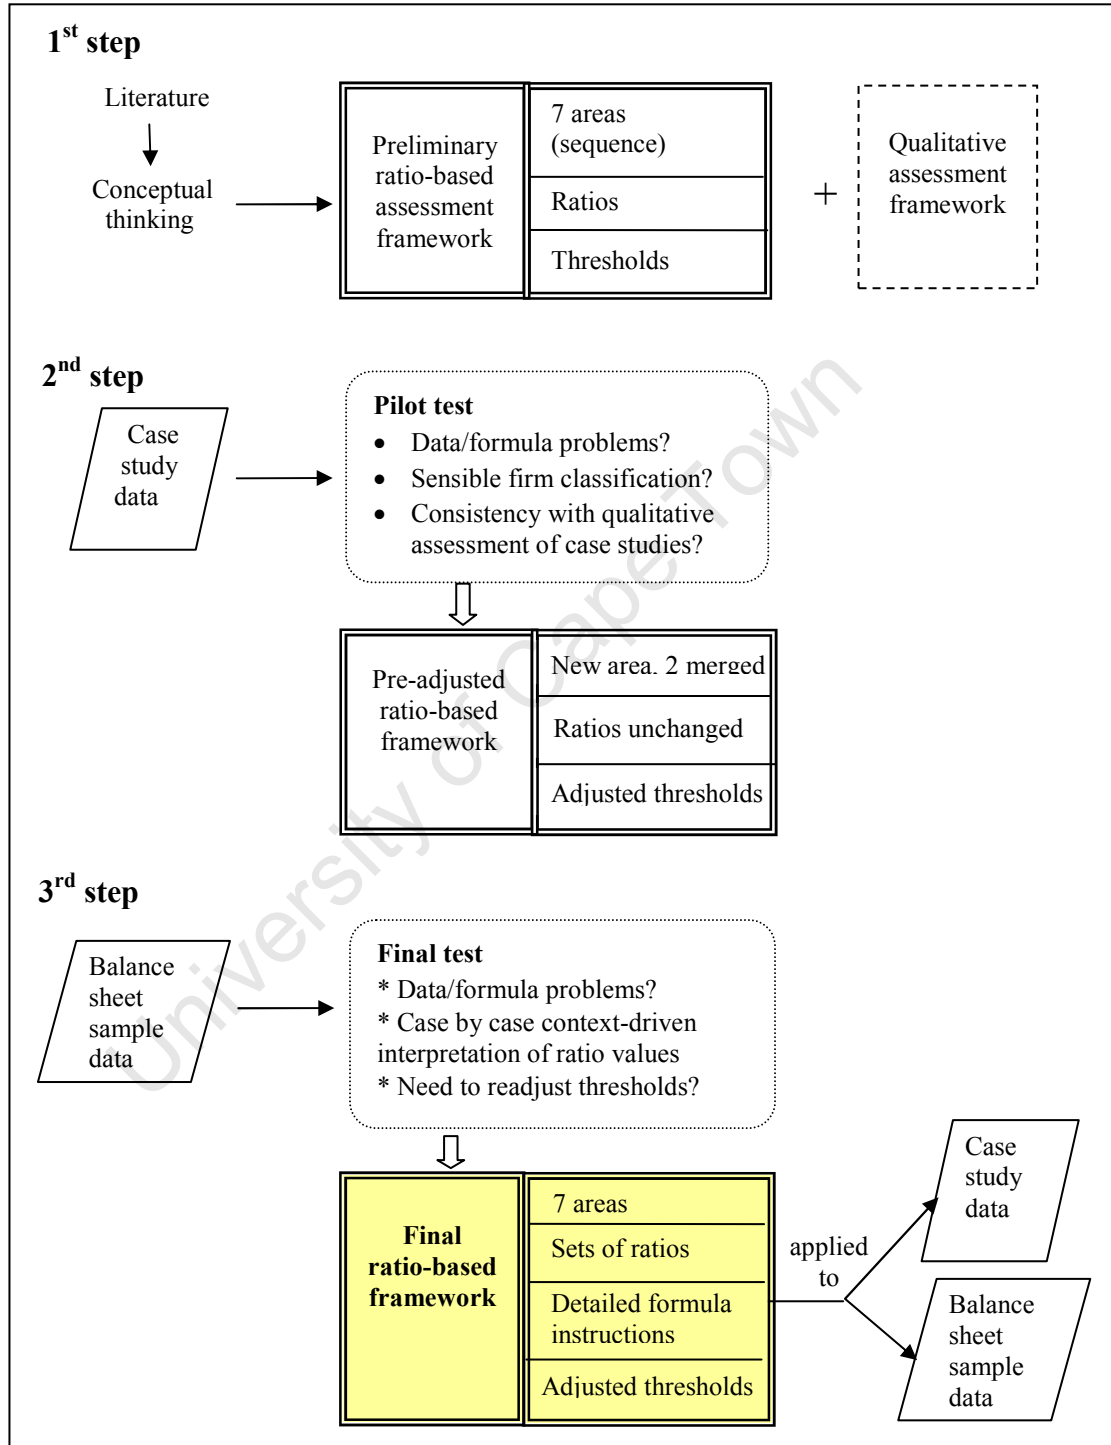 1st step
Literature
Conceptual
thinking
Preliminary
ratio-based
assessment
framework
7 areas
(sequence)
Ratios
Thresholds
+
Qualitative
assessment
framework
2nd step
Case
study
data
Pilot test
• Data/formula problems?
• Sensible firm classification?
• Consistency with qualitative
assessment of case studies?
Pre-adjusted
ratio-based
framework
New area, 2 merged
Ratios unchanged
Adjusted thresholds
3rd step
Balance
sheet
sample
data
Final test
* Data/formula problems?
* Case by case context-driven
interpretation of ratio values
* Need to readjust thresholds?
Final
ratio-based
framework
7 areas
Sets of ratios
Detailed formula
instructions
Adjusted thresholds
applied
to
Case
study
data
Balance
sheet
sample
data
University of Cape Town